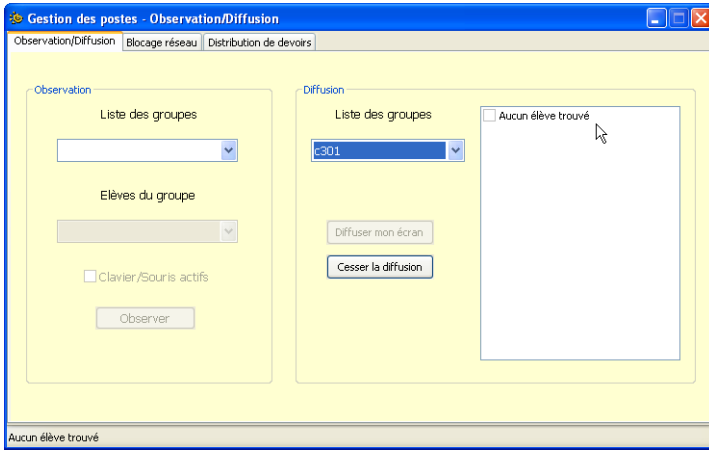 Gestion des postes - Observation/Diffusion
Observation/Diffusion Blocage réseau Distribution de devoirs
Observation
Liste des groupes
Elèves du groupe
Clavier/Souris actifs
Observer
Diffusion
Liste des groupes
c301
Diffuser mon écran
Cesser la diffusion
Aucun élève trouvé
Aucun élève trouvé